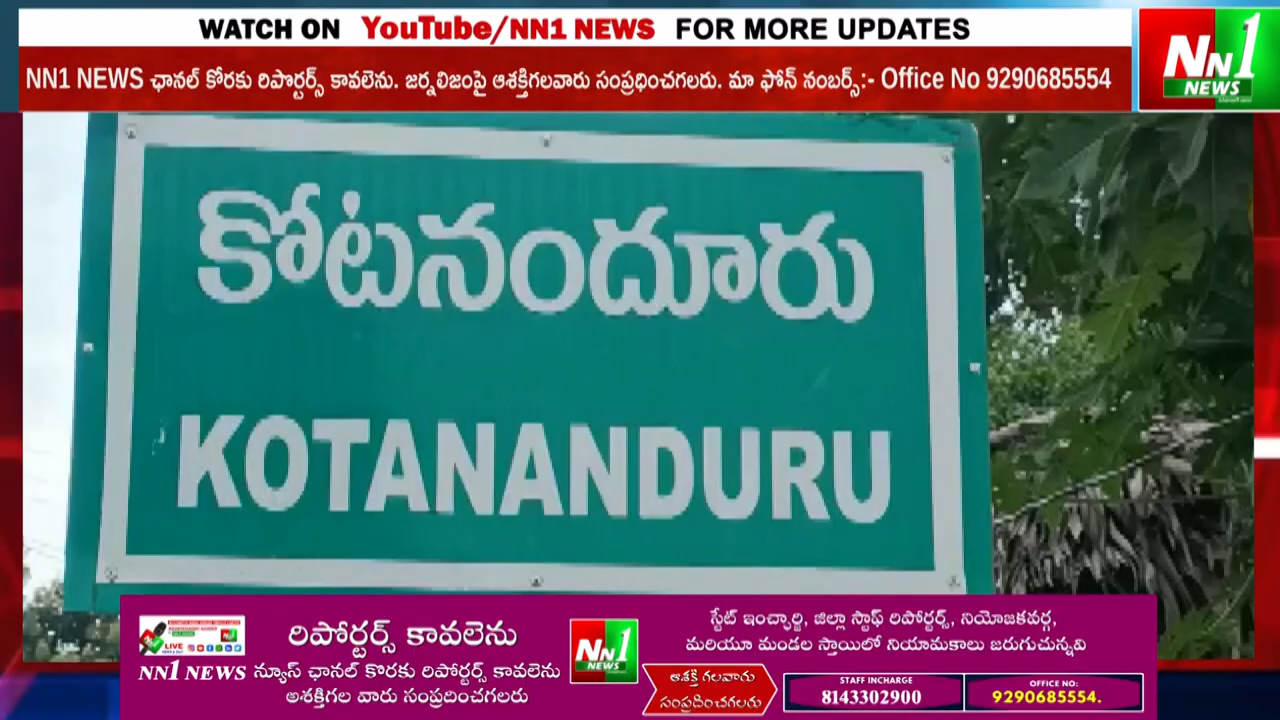 WATCH ON YouTube/NN1 NEWS FOR MORE UPDATES
NN1 NEWS ఛానల్ కోరకు రిపొర్టర్స్ కావలెను. జర్నలిజంపై ఆశక్తిగలవారు సంప్రధించగలరు. మా ఫోన్ నంబర్స్:- Office No 9290685554
NN1
NEWS
కోటనందూరు
KOTANANDURU
LIVE
రిపోర్టర్స్ కావలెను
NN1 NEWS న్యూస్ ఛానల్ కొరకు రిపోర్టర్స్ కావలెను
అశక్తిగల వారు సంప్రదించగలరు
NN1
NEWS
స్టేట్ ఇంచ్చార్జి, జిల్లా స్టాఫ్ రిపోర్టర్స్, నియోజకవర్గ,
మరియూ మండల స్తాయిలో నియామకాలు జరుగుచున్నవి
ఆశక్తి గలవారు
సంప్రదించగలరు
STAFF INCHARGE
8143302900
OFFICE NO:
9290685554.